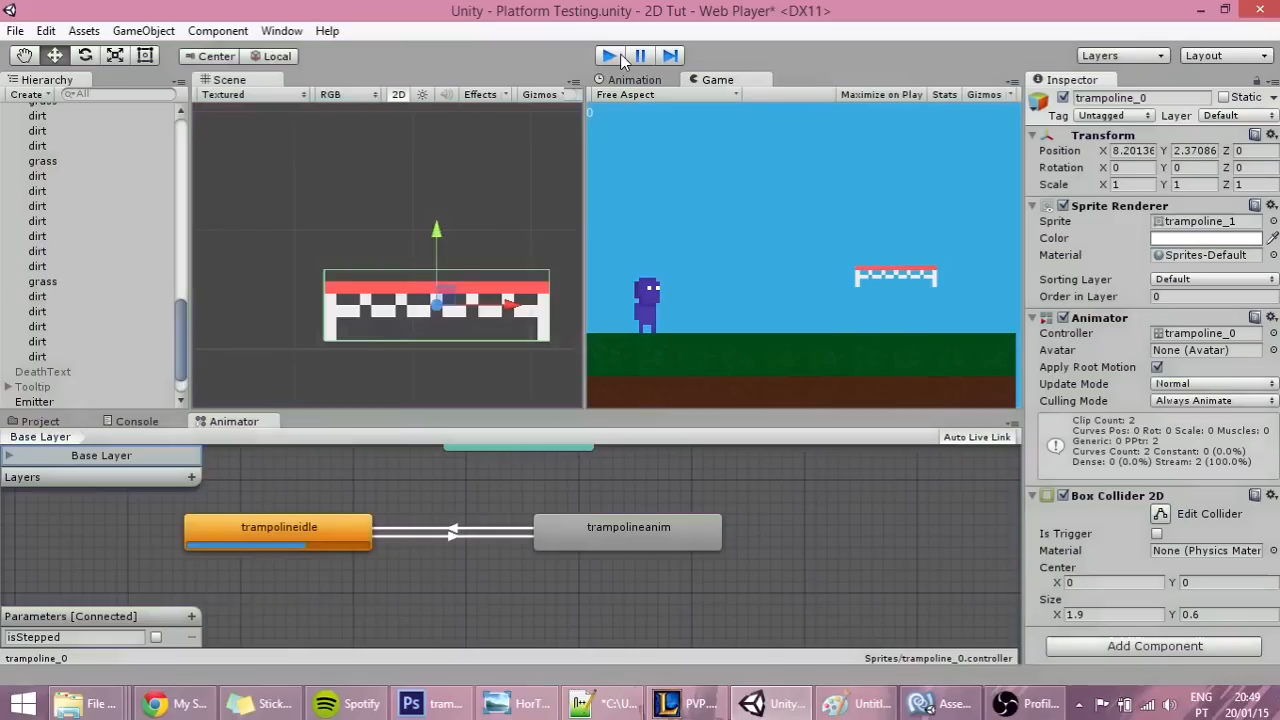 Unity - Platform Testing.unity - 2D Tut - Web Player* <DX11>
File Edit Assets GameObject Component Window Help
Center Local Layers Layout
Hierarchy Scene Animation Game Inspector
Create All Textured RGB 2D Effects Gizmos Free Aspect Maximize on Play Stats Gizmos trampoline_0 Static
0
Tag Untagged Layer Default
grass
dirt
dirt
dirt
grass
dirt
dirt
dirt
dirt
dirt
dirt
dirt
grass
dirt
dirt
dirt
dirt
dirt
DeathText
Tooltip
Emitter
Transform
Position X 8.20136 Y 2.37086 Z 0
Rotation X 0 Y 0 Z 0
Scale X 1 Y 1 Z 1
Sprite Renderer
Sprite trampoline_1
Color
Material Sprites-Default
Sorting Layer Default
Order in Layer 0
Animator
Controller trampoline_0
Avatar None (Avatar)
Apply Root Motion
Update Mode Normal
Culling Mode Always Animate
Clip Count: 2
Curves Pos: 0 Rot: 0 Scale: 0 Muscles: 0
Generic: 0 PPtr: 2
Curves Count: 2 Constant: 0 (0.0%)
Dense: 0 (0.0%) Stream: 2 (100.0%)
Box Collider 2D
Edit Collider
Is Trigger
Material None (Physics Mater
Center
X 0 Y 0
Size
X 1.9 Y 0.6
Add Component
Project Console Animator
Base Layer Auto Live Link
Base Layer
Layers +
trampolineidle trampolineanim
Parameters [Connected] +
isStepped
trampoline_0 Sprites/trampoline_0.controller
File ... My S... Stick... Spotify Ps tram... HorT... "C:\U... PVP.... Unity... Untitl... Asse... Profil...
ENG 20:49
PT 20/01/15